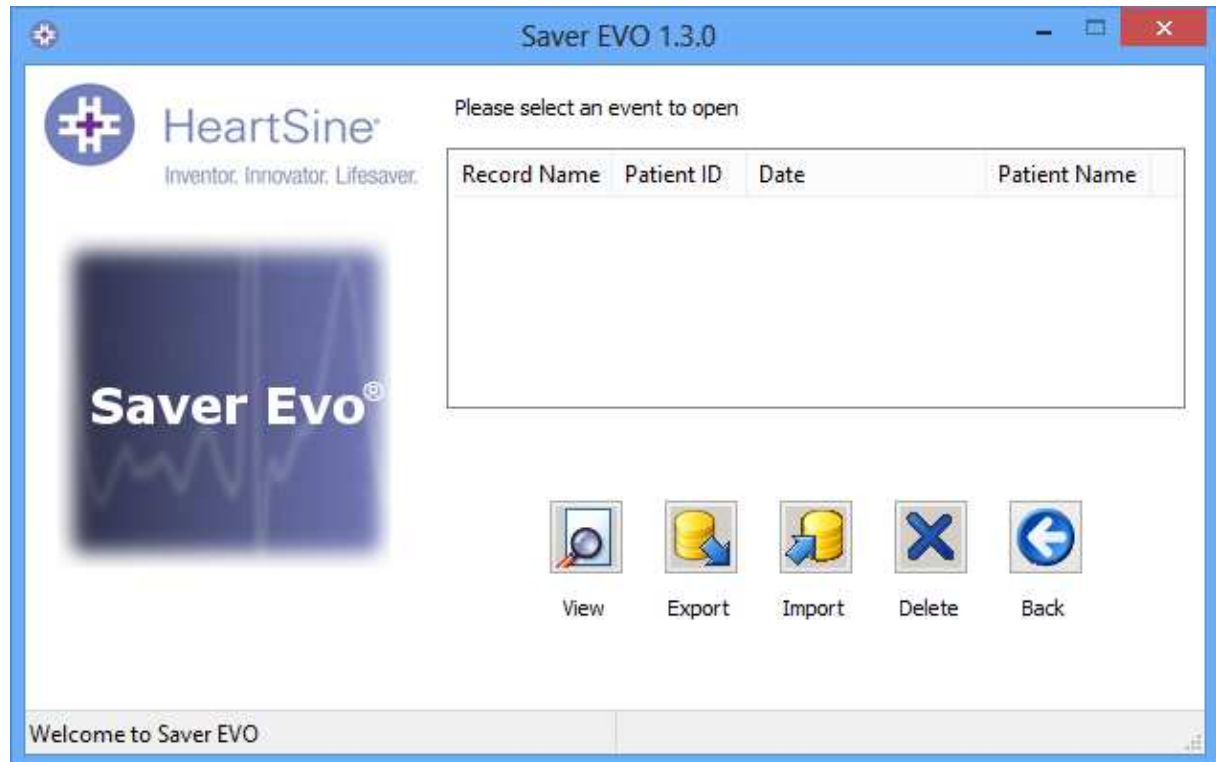 Saver EVO 1.3.0
HeartSine®
Inventor. Innovator. Lifesaver.
Please select an event to open
Record Name Patient ID Date Patient Name
Saver Evo®
View Export Import Delete Back
Welcome to Saver EVO